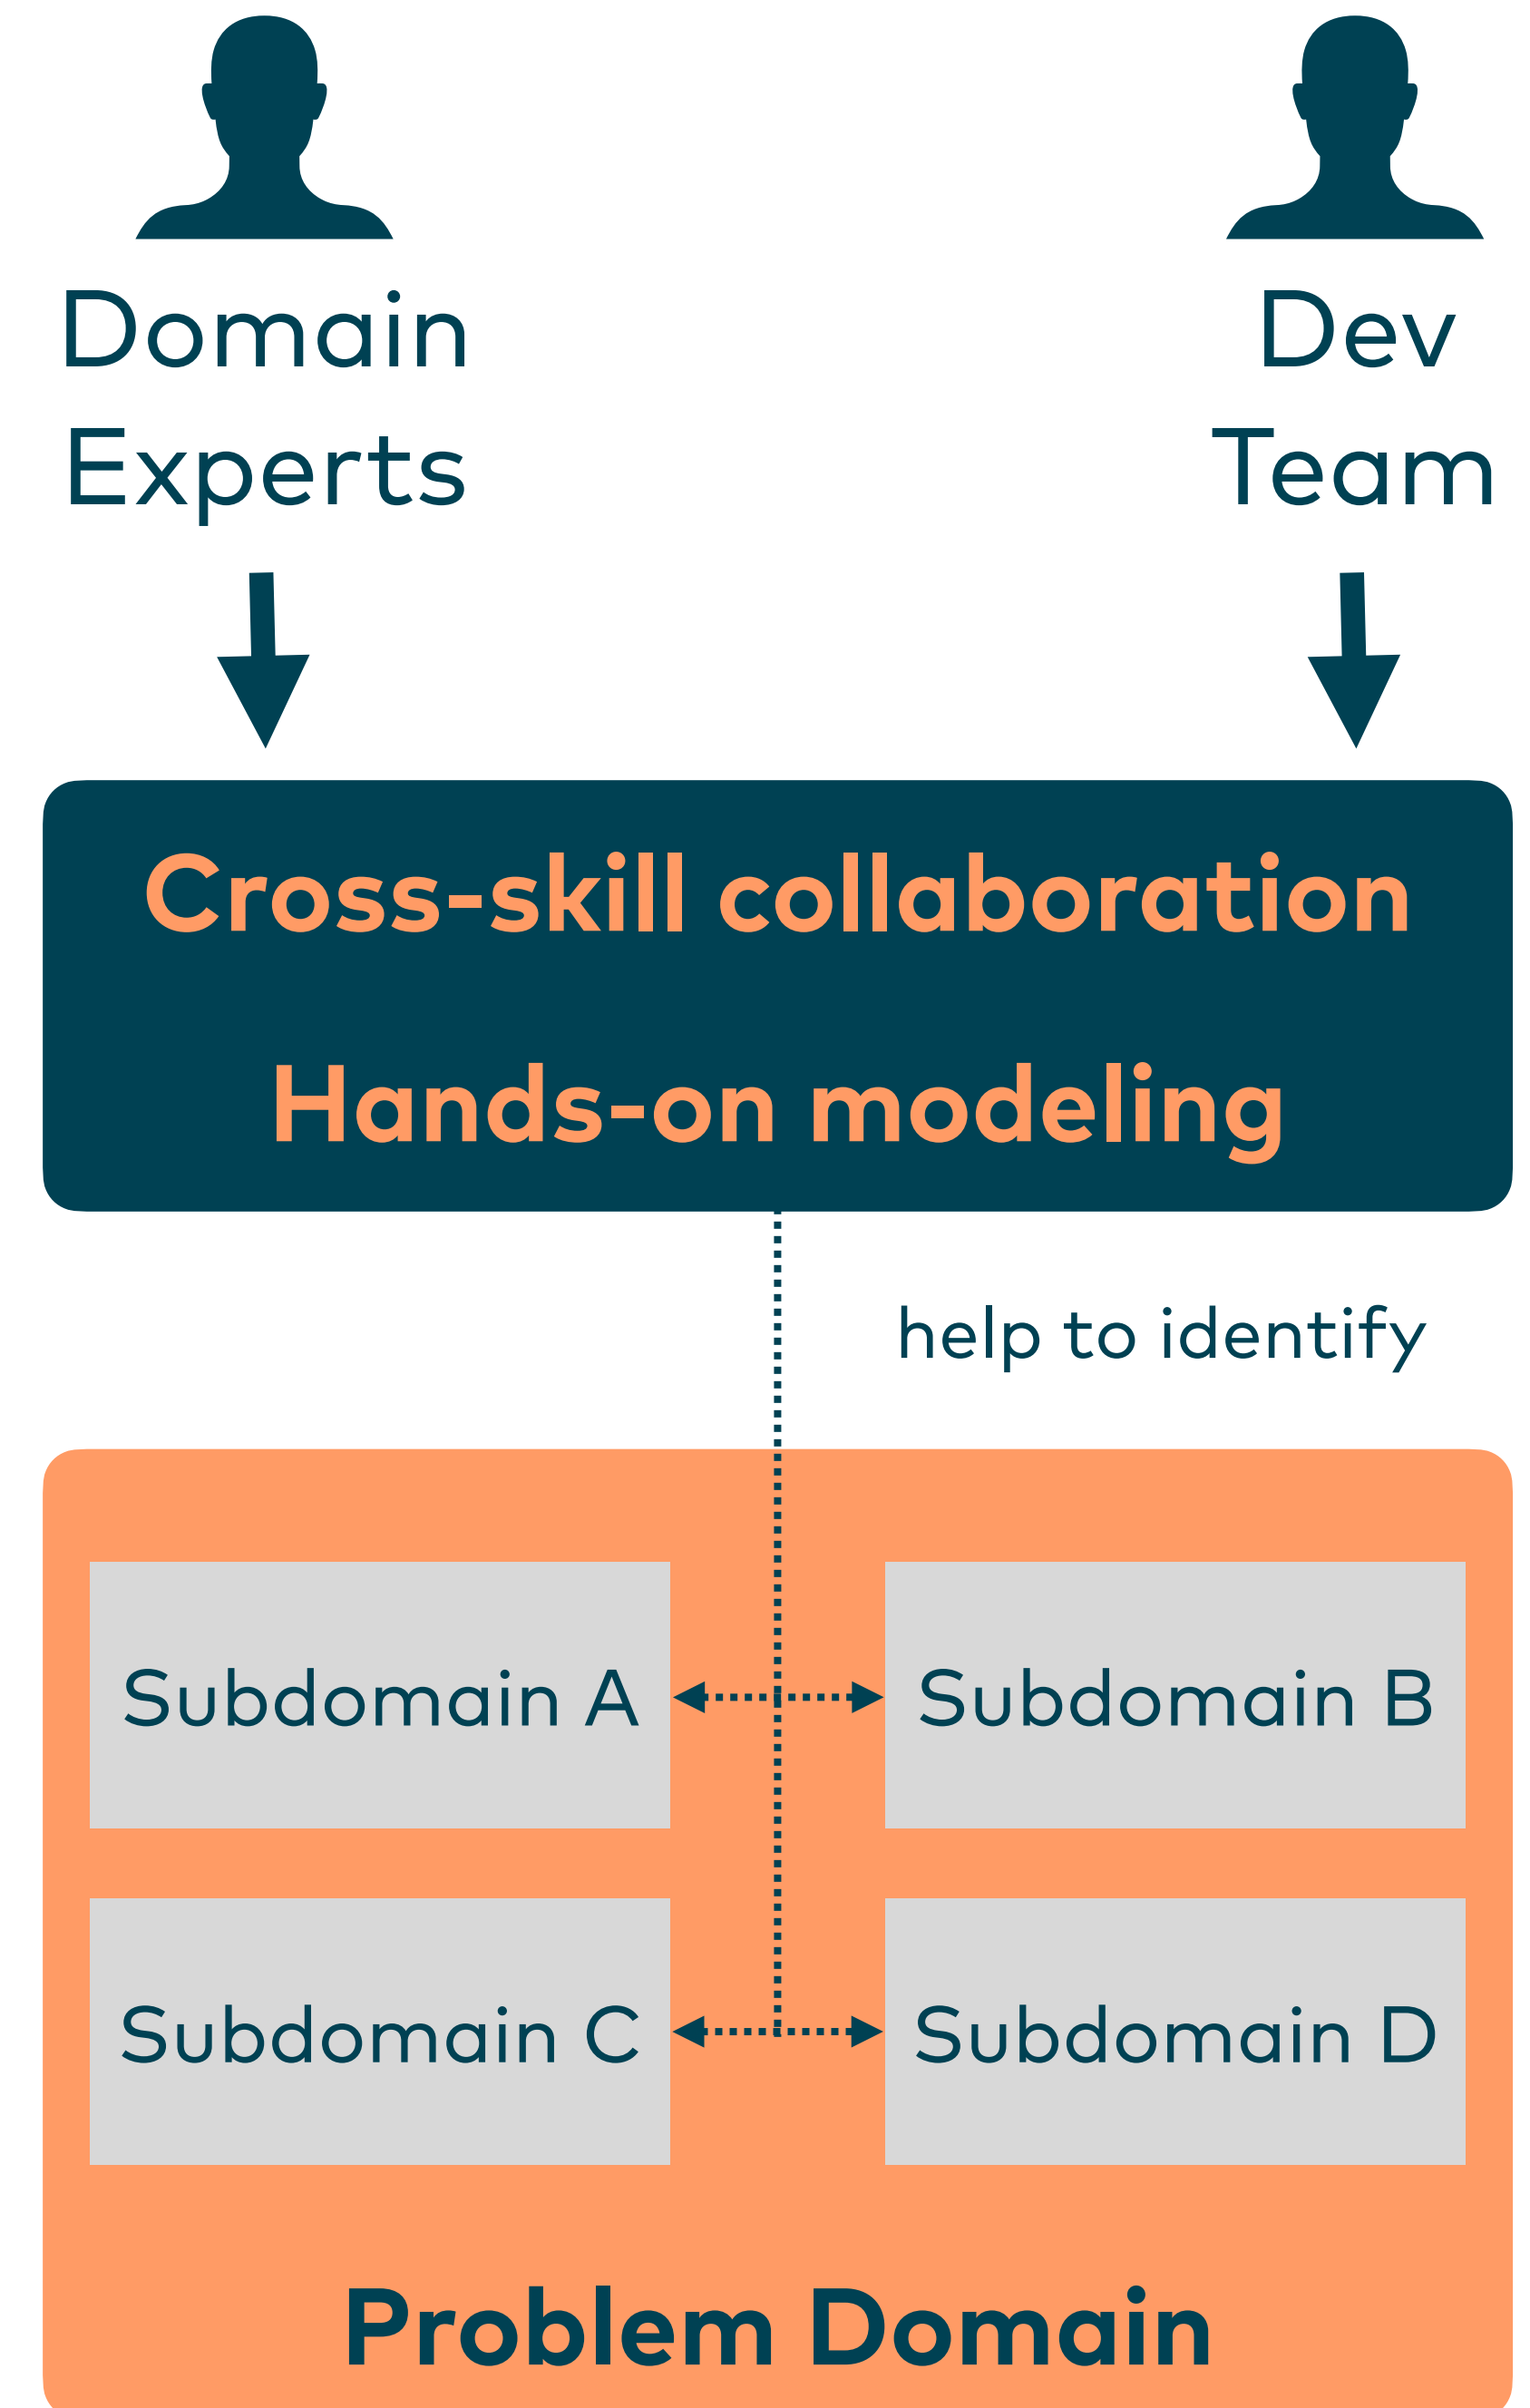 Domain
Experts
Dev
Team
Cross-skill collaboration
Hands-on modeling
help to identify
Subdomain A
Subdomain B
Subdomain C
Subdomain D
Problem Domain